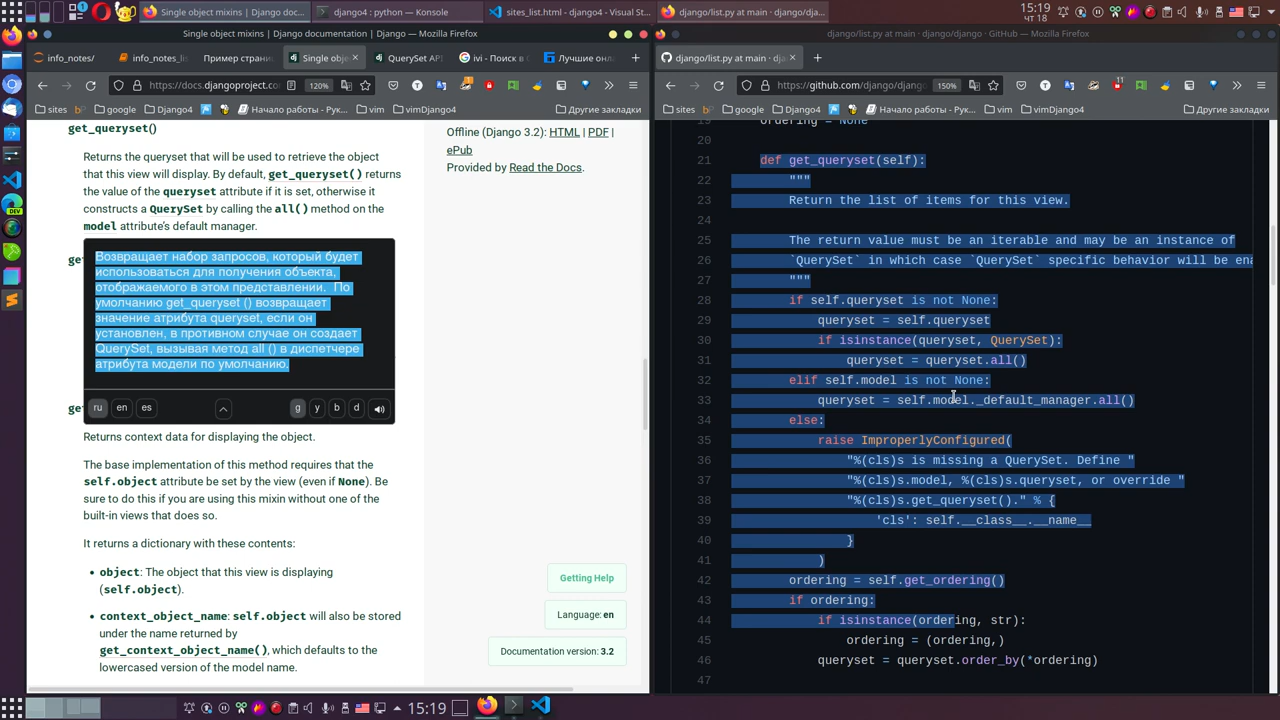 Single object mixins | Django doc...
django4 : python — Konsole
sites_list.html — django4 - Visual St...
django/list.py at main · django/dja...
15:19
чт 18
Single object mixins | Django documentation | Django — Mozilla Firefox
django/list.py at main · django/django · GitHub — Mozilla Firefox
info_notes/
info_notes_lis
Пример страни
Single obje
QuerySet API
ivi - Поиск в G
Лучшие онла
django/list.py at main · dja
https://docs.djangoproject.co
120%
https://github.com/django/djang
150%
11
sites
google
Django4
Начало работы - Рук...
vim
vimDjango4
Другие закладки
sites
google
Django4
Начало работы - Рук...
vim
vimDjango4
Другие закладки
get_queryset()
Returns the queryset that will be used to retrieve the object
that this view will display. By default, get_queryset() returns
the value of the queryset attribute if it is set, otherwise it
constructs a QuerySet by calling the all() method on the
model attribute's default manager.
ge
Возвращает набор запросов, который будет
использоваться для получения объекта,
отображаемого в этом представлении. По
умолчанию get_queryset () возвращает
значение атрибута queryset, если он
установлен, в противном случае он создает
QuerySet, вызывая метод all () в диспетчере
атрибута модели по умолчанию.
ru en es g y b d
ge
Returns context data for displaying the object.
The base implementation of this method requires that the
self.object attribute be set by the view (even if None). Be
sure to do this if you are using this mixin without one of the
built-in views that does so.
It returns a dictionary with these contents:
• object: The object that this view is displaying
(self.object).
• context_object_name: self.object will also be stored
under the name returned by
get_context_object_name(), which defaults to the
lowercased version of the model name.
Offline (Django 3.2): HTML | PDF |
ePub
Provided by Read the Docs.
Getting Help
Language: en
Documentation version: 3.2
19 ordering = None
20
21 def get_queryset(self):
22 """
23 Return the list of items for this view.
24
25 The return value must be an iterable and may be an instance of
26 `QuerySet` in which case `QuerySet` specific behavior will be ena
27 """
28 if self.queryset is not None:
29 queryset = self.queryset
30 if isinstance(queryset, QuerySet):
31 queryset = queryset.all()
32 elif self.model is not None:
33 queryset = self.model._default_manager.all()
34 else:
35 raise ImproperlyConfigured(
36 "%(cls)s is missing a QuerySet. Define "
37 "%(cls)s.model, %(cls)s.queryset, or override "
38 "%(cls)s.get_queryset()." % {
39 'cls': self.__class__.__name__
40 }
41 )
42 ordering = self.get_ordering()
43 if ordering:
44 if isinstance(ordering, str):
45 ordering = (ordering,)
46 queryset = queryset.order_by(*ordering)
47
15:19